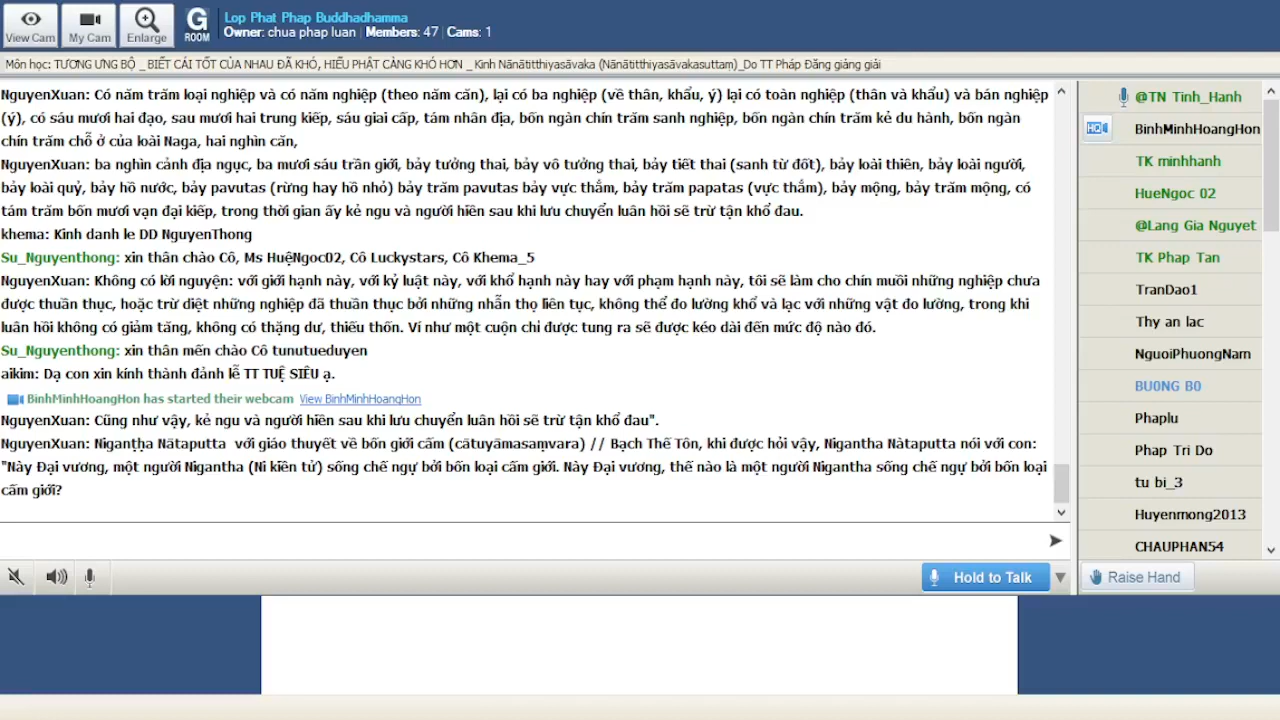 View Cam
My Cam
Enlarge
G
ROOM
Lop Phat Phap Buddhadhamma
Owner: chua phap luan | Members: 47 | Cams: 1
Môn học: TƯƠNG ƯNG BỘ _ BIẾT CÁI TỐT CỦA NHAU ĐÃ KHÓ, HIỂU PHẬT CÀNG KHÓ HƠN _ Kinh Nānātitthiyasāvaka (Nānātitthiyasāvakasuttaṃ)_Do TT Pháp Đăng giảng giải
NguyenXuan: Có năm trăm loại nghiệp và có năm nghiệp (theo năm căn), lại có ba nghiệp (về thân, khẩu, ý) lại có toàn nghiệp (thân và khẩu) và bán nghiệp
(ý), có sáu mươi hai đạo, sau mươi hai trung kiếp, sáu giai cấp, tám nhân địa, bốn ngàn chín trăm sanh nghiệp, bốn ngàn chín trăm kẻ du hành, bốn ngàn
chín trăm chỗ ở của loài Naga, hai nghìn căn,
NguyenXuan: ba nghìn cảnh địa ngục, ba mươi sáu trần giới, bảy tưởng thai, bảy vô tưởng thai, bảy tiết thai (sanh từ đốt), bảy loài thiên, bảy loài người,
bảy loài quỷ, bảy hồ nước, bảy pavutas (rừng hay hồ nhỏ) bảy trăm pavutas bảy vực thẳm, bảy trăm papatas (vực thẳm), bảy mộng, bảy trăm mộng, có
tám trăm bốn mươi vạn đại kiếp, trong thời gian ấy kẻ ngu và người hiền sau khi lưu chuyển luân hồi sẽ trừ tận khổ đau.
khema: Kinh danh le DD NguyenThong
Su_Nguyenthong: xin thân chào Cô, Ms HuệNgoc02, Cô Luckystars, Cô Khema_5
NguyenXuan: Không có lời nguyện: với giới hạnh này, với kỷ luật này, với khổ hạnh này hay với phạm hạnh này, tôi sẽ làm cho chín muồi những nghiệp chưa
được thuần thục, hoặc trừ diệt những nghiệp đã thuần thục bởi những nhẫn thọ liên tục, không thể đo lường khổ và lạc với những vật đo lường, trong khi
luân hồi không có giảm tăng, không có thặng dư, thiếu thốn. Ví như một cuộn chỉ được tung ra sẽ được kéo dài đến mức độ nào đó.
Su_Nguyenthong: xin thân mến chào Cô tunutueduyen
aikim: Dạ con xin kính thành đảnh lễ TT TUỆ SIÊU ạ.
BinhMinhHoangHon has started their webcam View BinhMinhHoangHon
NguyenXuan: Cũng như vậy, kẻ ngu và người hiền sau khi lưu chuyển luân hồi sẽ trừ tận khổ đau".
NguyenXuan: Nigaṇṭha Nātaputta với giáo thuyết về bốn giới cấm (cātuyāmasaṃvara) // Bạch Thế Tôn, khi được hỏi vậy, Nigantha Nàtaputta nói với con:
"Này Ðại vương, một người Nigantha (Ni kiền tử) sống chế ngự bởi bốn loại cấm giới. Này Ðại vương, thế nào là một người Nigantha sống chế ngự bởi bốn loại
cấm giới?
Hold to Talk
@TN Tinh_Hanh
BinhMinhHoangHon
TK minhhanh
HueNgoc 02
@Lang Gia Nguyet
TK Phap Tan
TranDao1
Thy an lac
NguoiPhuongNam
BU0NG B0
Phaplu
Phap Tri Do
tu bi_3
Huyenmong2013
CHAUPHAN54
Raise Hand